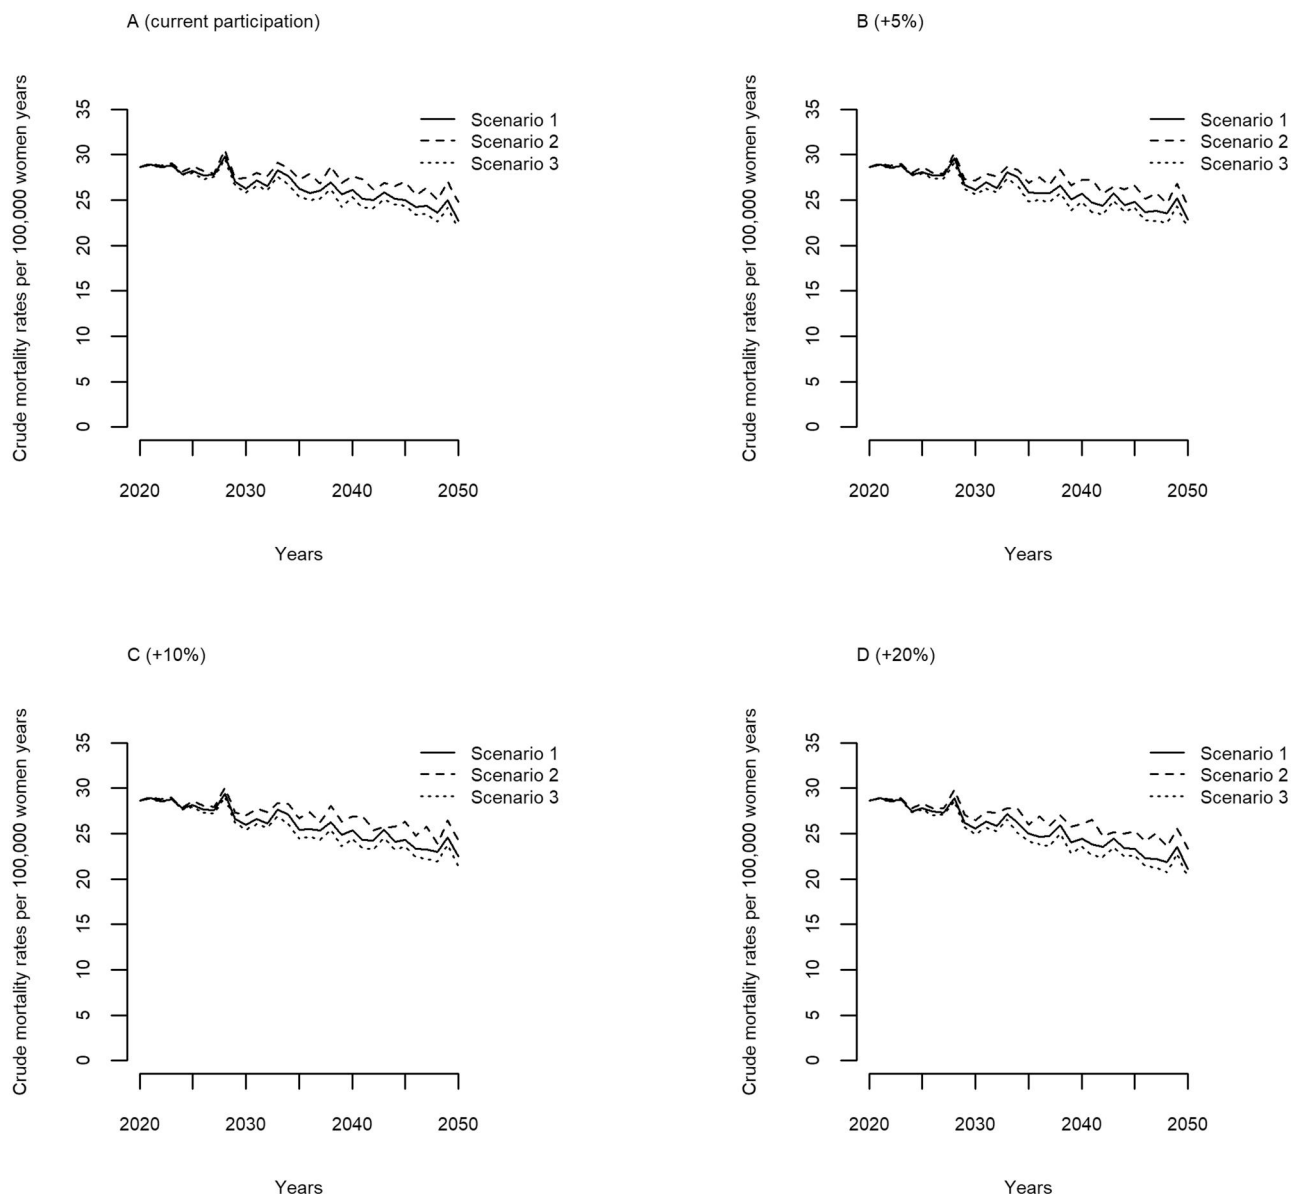 A (current participation)
Crude mortality rates per 100,000 women years
35
30
25
20
15
10
5
0
Scenario 1
Scenario 2
Scenario 3
2020 2030 2040 2050
Years
B (+5%)
Crude mortality rates per 100,000 women years
35
30
25
20
15
10
5
0
Scenario 1
Scenario 2
Scenario 3
2020 2030 2040 2050
Years
C (+10%)
Crude mortality rates per 100,000 women years
35
30
25
20
15
10
5
0
Scenario 1
Scenario 2
Scenario 3
2020 2030 2040 2050
Years
D (+20%)
Crude mortality rates per 100,000 women years
35
30
25
20
15
10
5
0
Scenario 1
Scenario 2
Scenario 3
2020 2030 2040 2050
Years